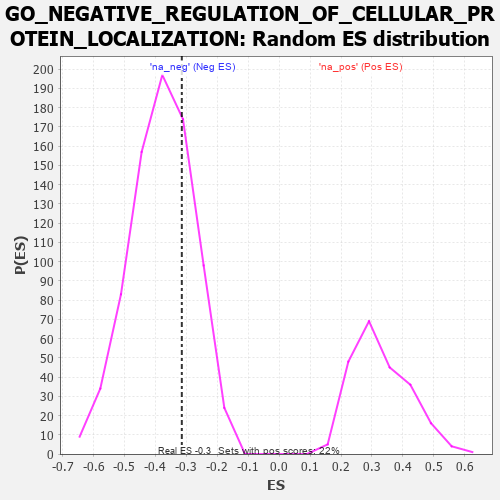 GO_NEGATIVE_REGULATION_OF_CELLULAR_PR
OTEIN_LOCALIZATION: Random ES distribution
'na_neg' (Neg ES)
'na_pos' (Pos ES)
200
190
180
170
160
150
140
130
120
110
100
90
80
70
60
50
40
30
20
10
0
P(ES)
Real ES -0.3 Sets with pos scores: 22%
-0.7 -0.6 -0.5 -0.4 -0.3 -0.2 -0.1 0.0 0.1 0.2 0.3 0.4 0.5 0.6
ES